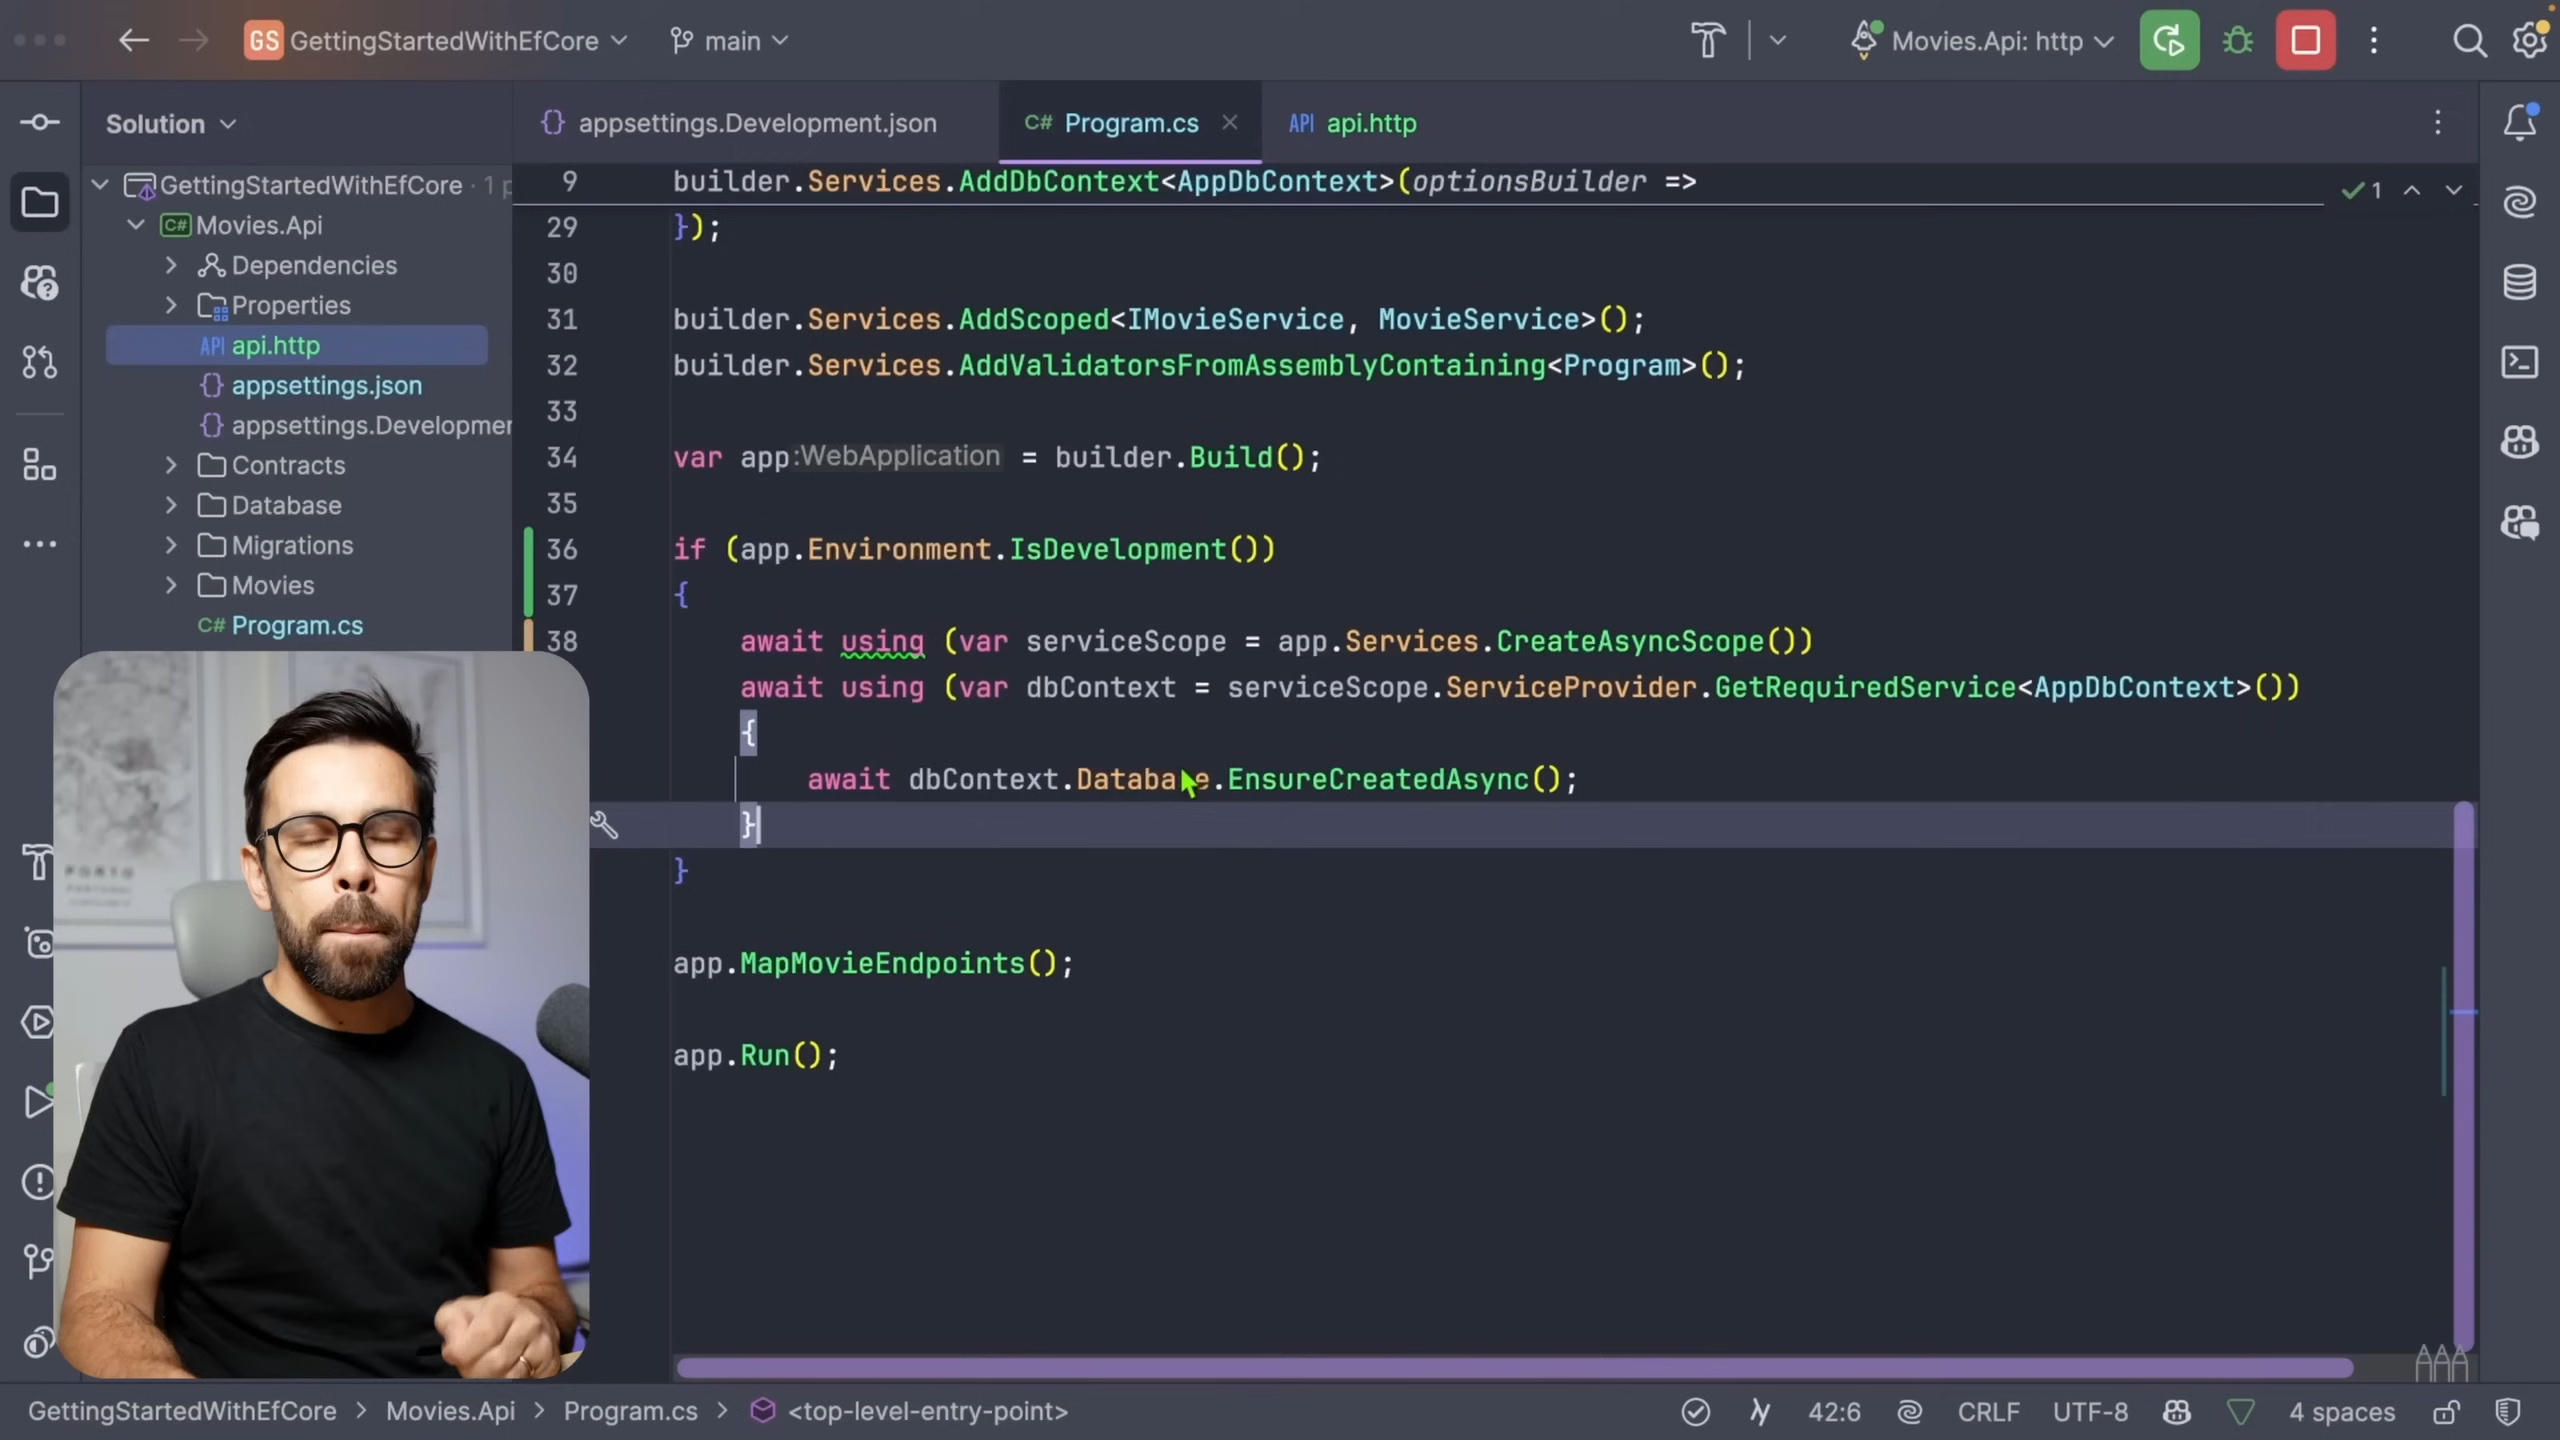 GS GettingStartedWithEfCore main Movies.Api: http
Solution
appsettings.Development.json
C# Program.cs
API api.http
GettingStartedWithEfCore · 1 p
C# Movies.Api
Dependencies
Properties
API api.http
{} appsettings.json
{} appsettings.Developmen
Contracts
Database
Migrations
Movies
C# Program.cs
9 builder.Services.AddDbContext<AppDbContext>(optionsBuilder =>
1
29 });
30
31 builder.Services.AddScoped<IMovieService, MovieService>();
32 builder.Services.AddValidatorsFromAssemblyContaining<Program>();
33
34 var app:WebApplication = builder.Build();
35
36 if (app.Environment.IsDevelopment())
37 {
38 await using (var serviceScope = app.Services.CreateAsyncScope())
await using (var dbContext = serviceScope.ServiceProvider.GetRequiredService<AppDbContext>())
{
await dbContext.Database.EnsureCreatedAsync();
}
}
app.MapMovieEndpoints();
app.Run();
PORTO
GettingStartedWithEfCore > Movies.Api > Program.cs > <top-level-entry-point>
42:6 CRLF UTF-8 4 spaces